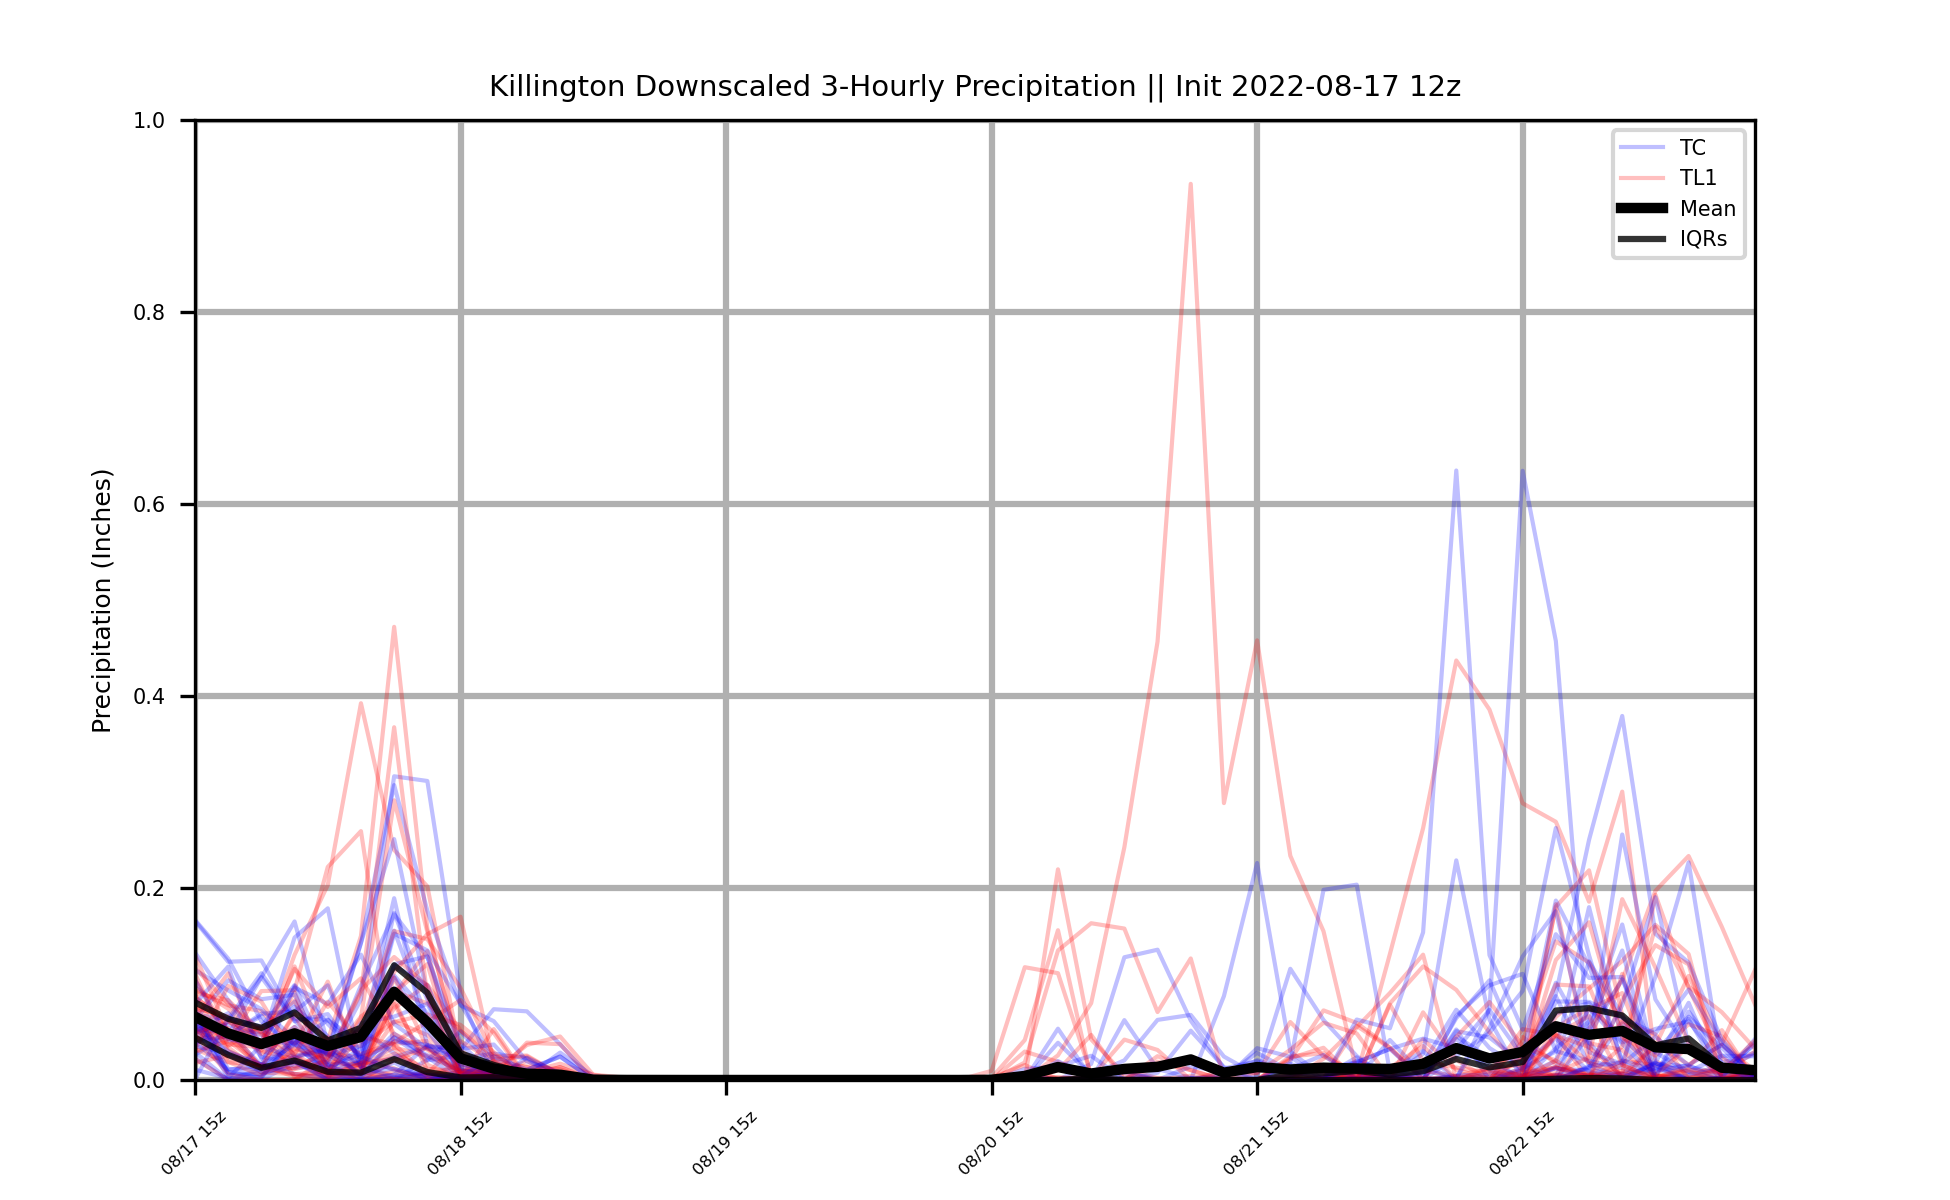 Killington Downscaled 3-Hourly Precipitation || Init 2022-08-17 12z
TC
TL1
Mean
IQRs
Precipitation (Inches)
1.0
0.8
0.6
0.4
0.2
0.0
08/17 15z
08/18 15z
08/19 15z
08/20 15z
08/21 15z
08/22 15z